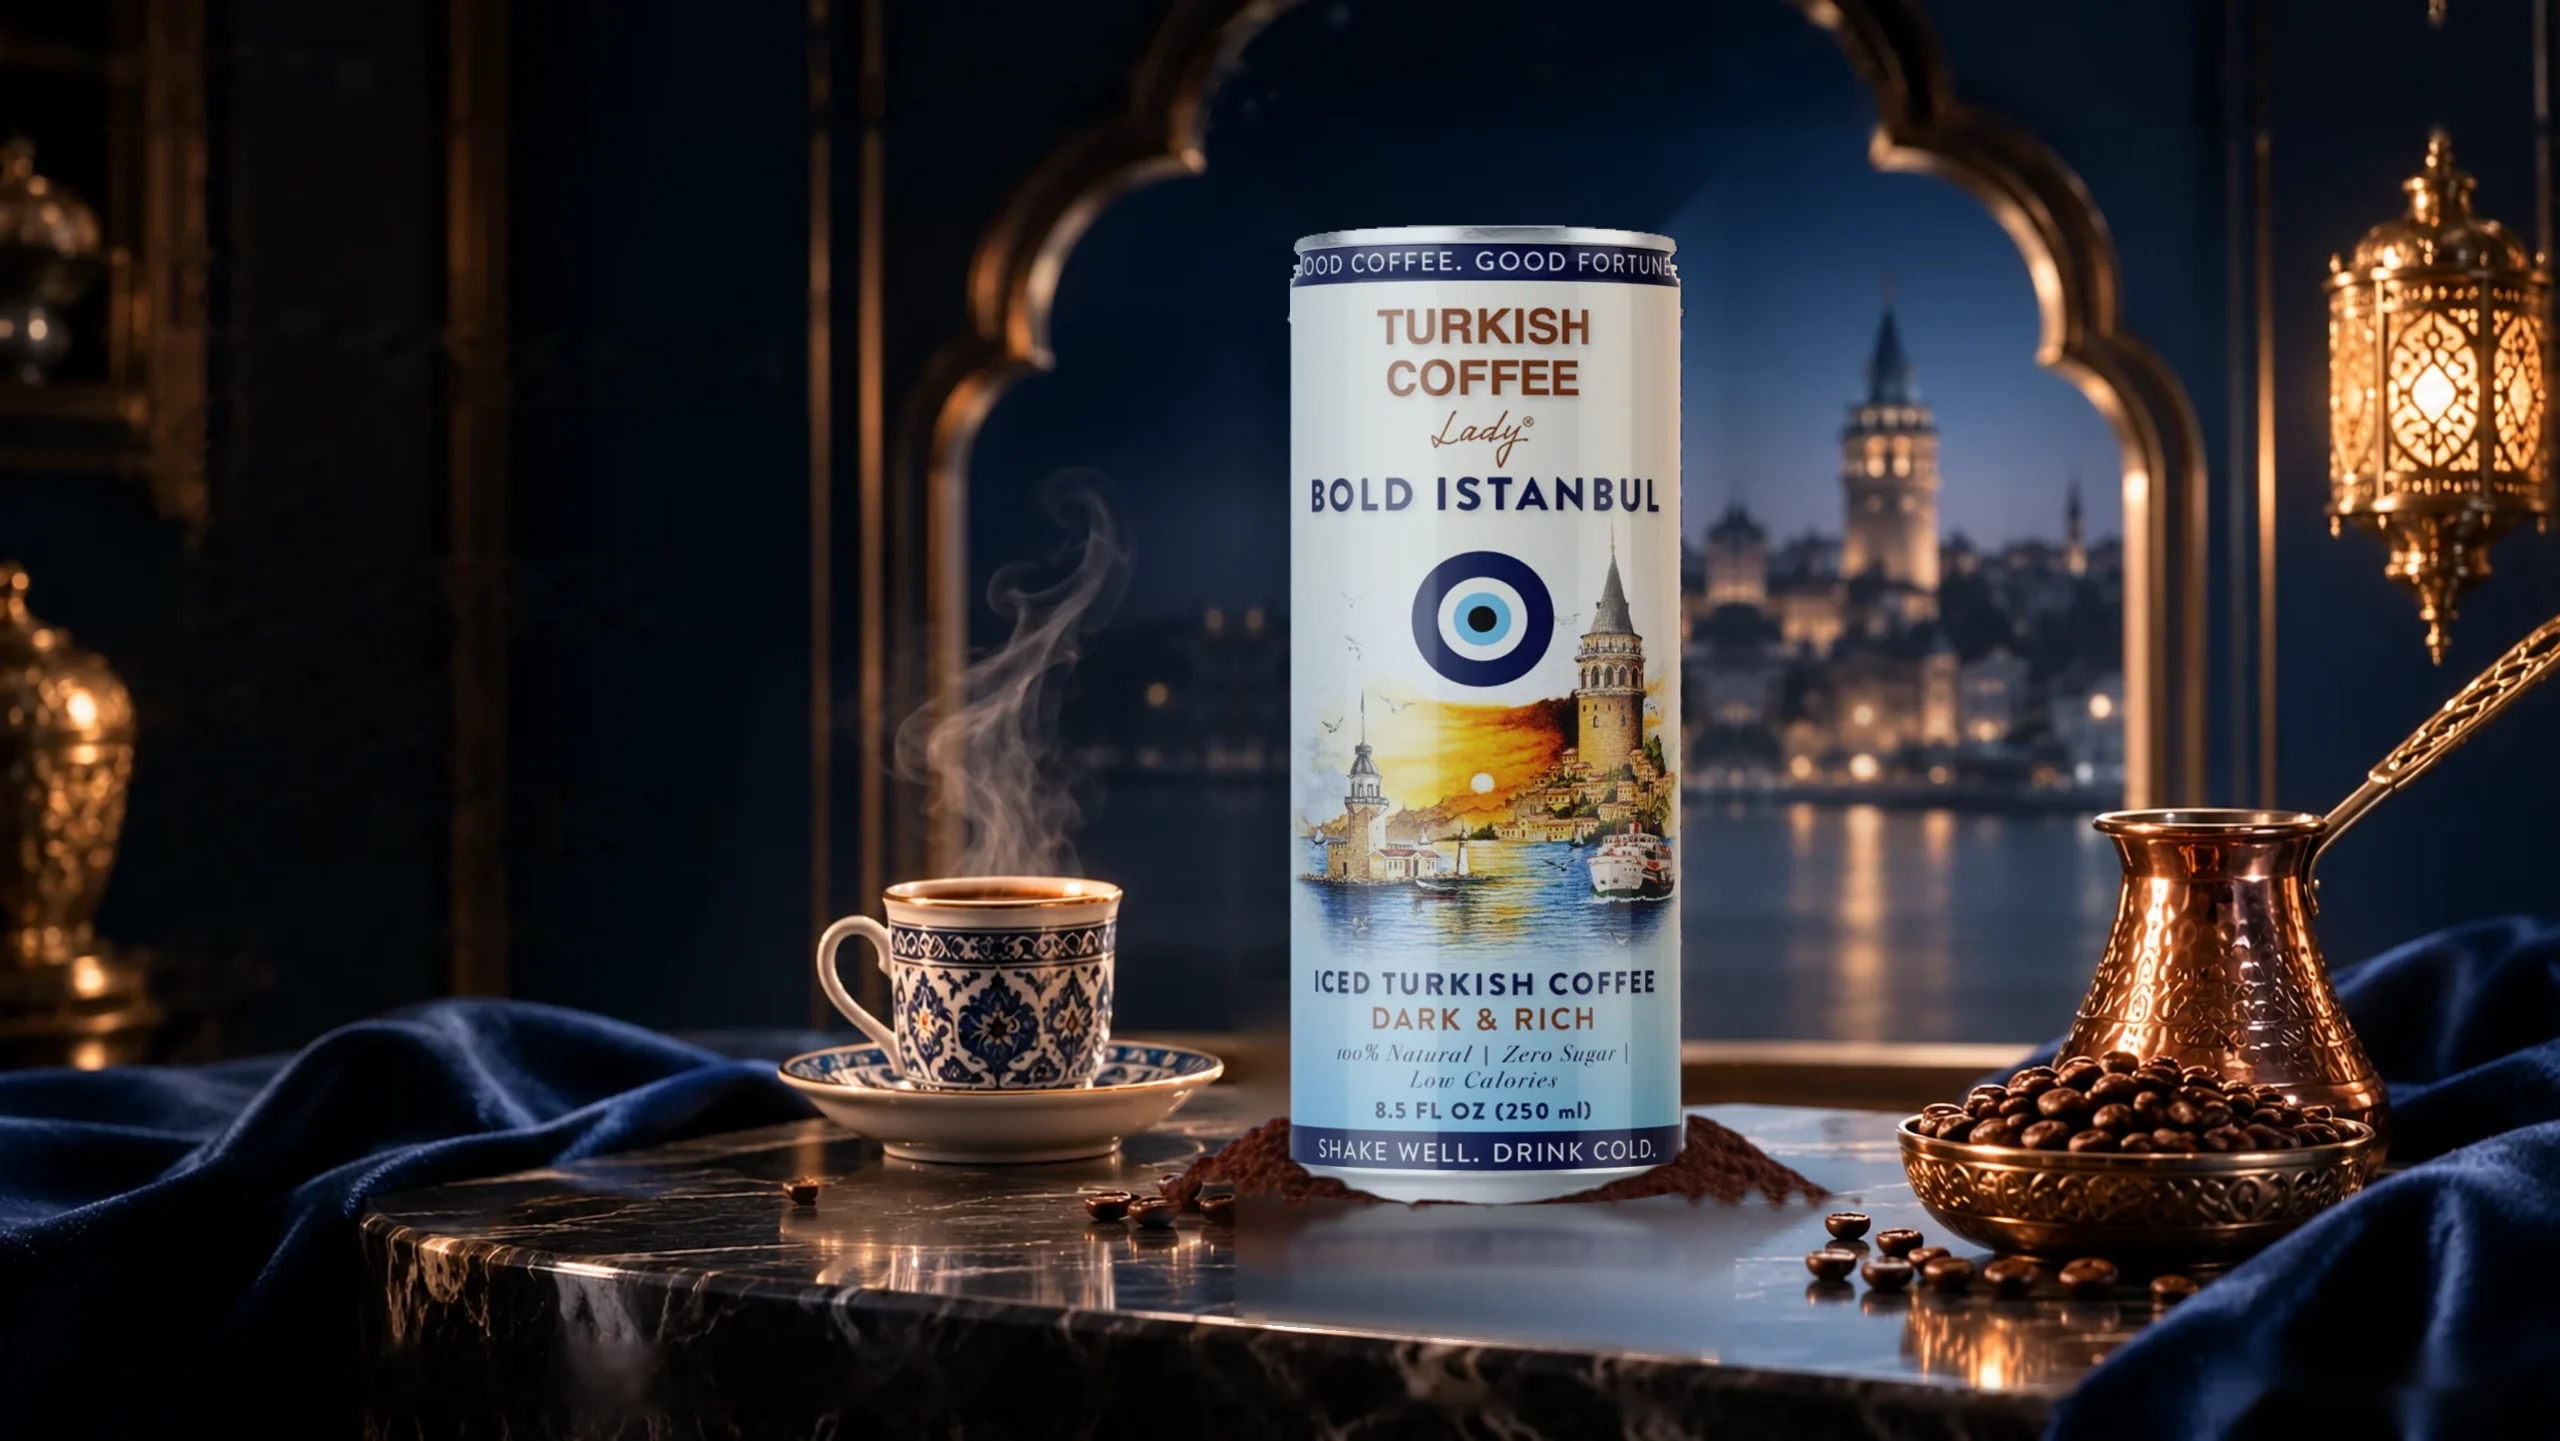 OOD COFFEE. GOOD FORTUNE
TURKISH
COFFEE
Lady®
BOLD ISTANBUL
ICED TURKISH COFFEE
DARK & RICH
100% Natural | Zero Sugar |
Low Calories
8.5 FL OZ (250 ml)
SHAKE WELL. DRINK COLD.